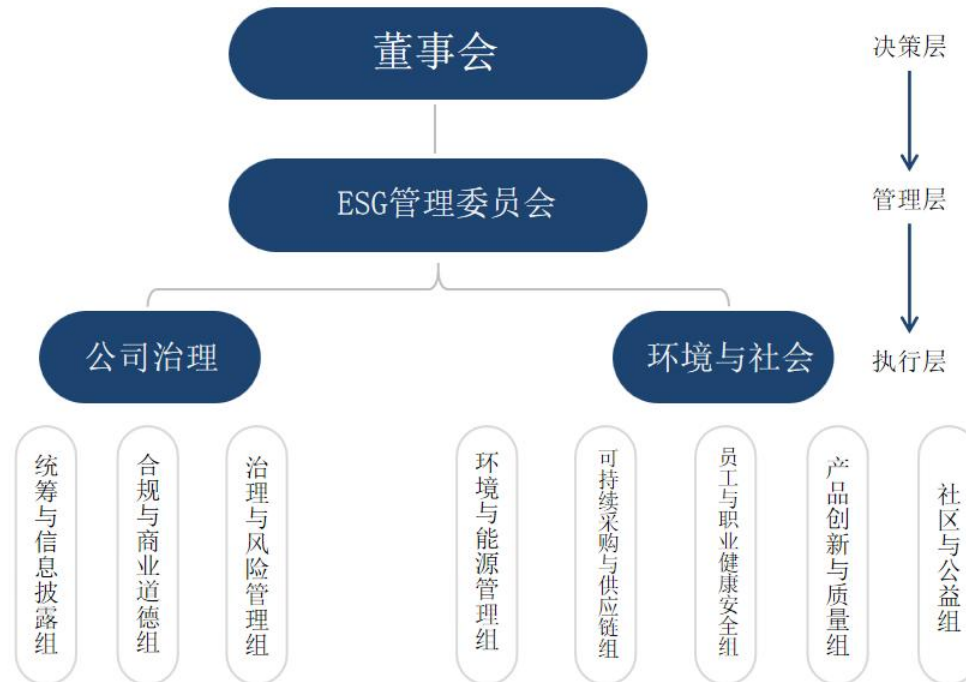 董事会
决策层
ESG管理委员会
管理层
公司治理
环境与社会
执行层
统筹与信息披露组
合规与商业道德组
治理与风险管理组
环境与能源管理组
可持续采购与供应链组
员工与职业健康安全组
产品创新与质量组
社区与公益组